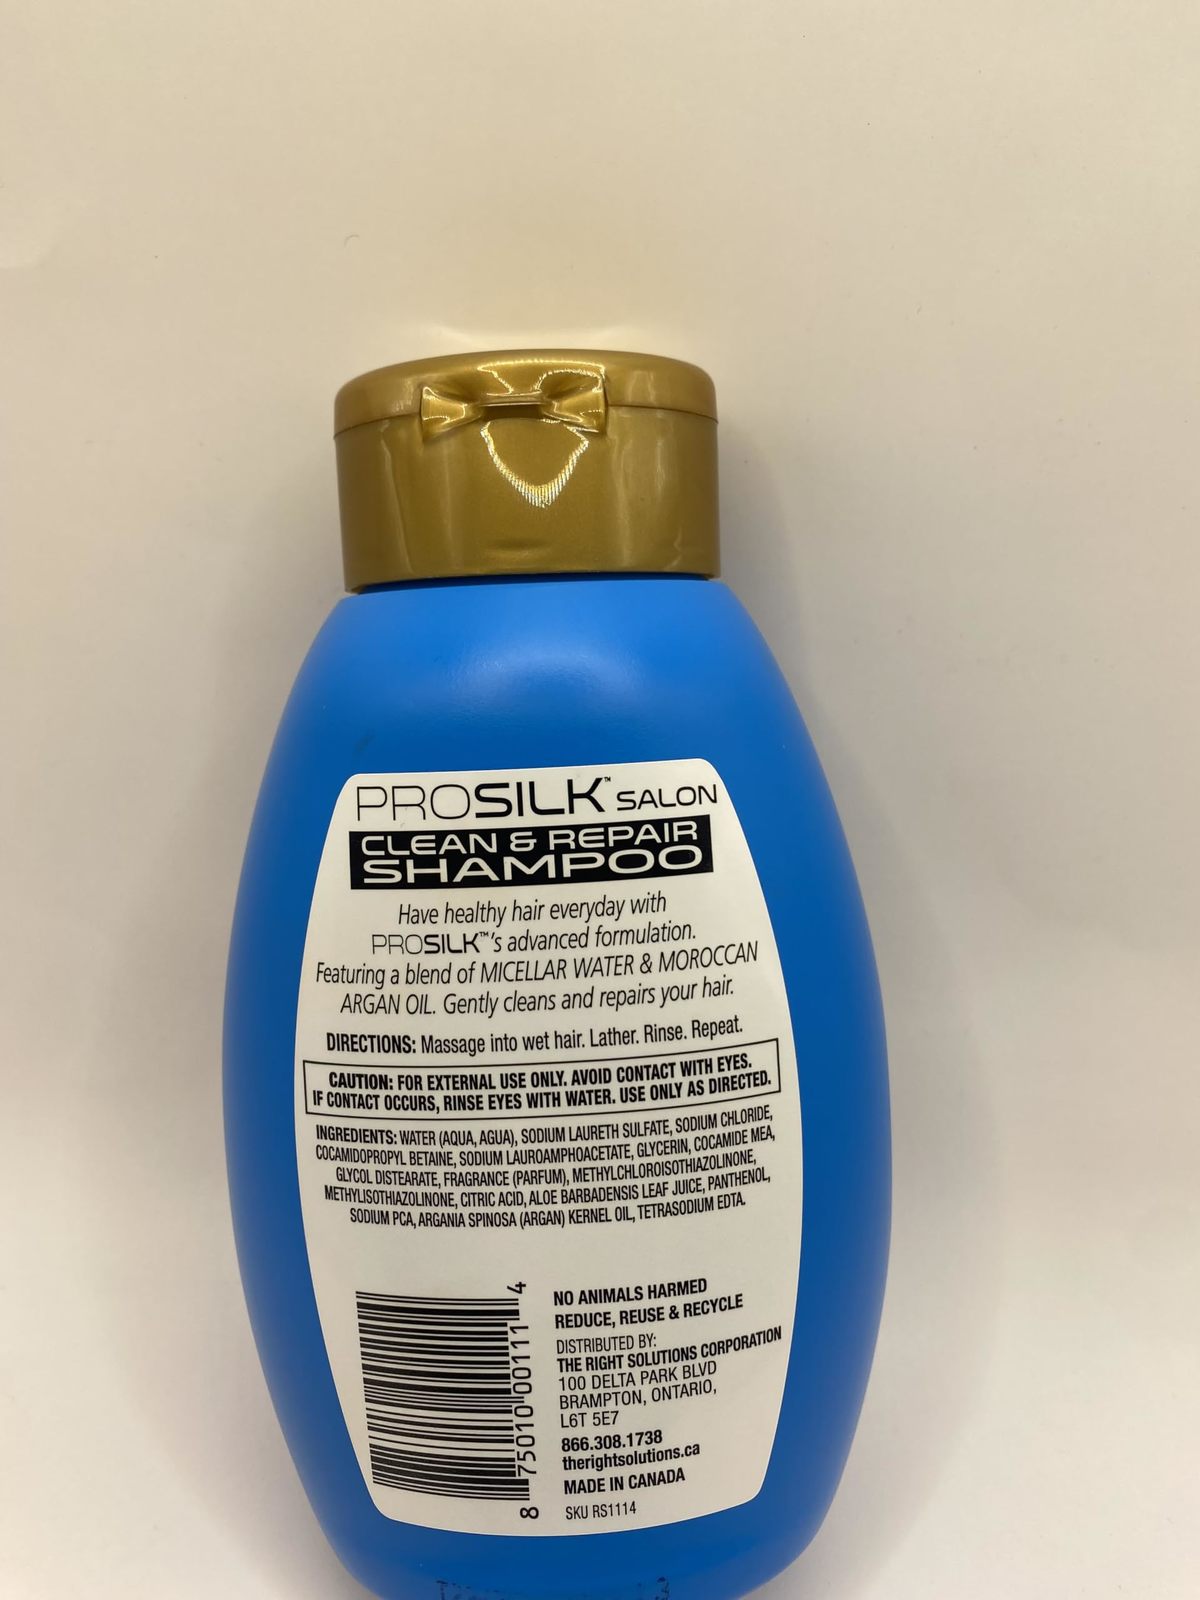 PROSILK™ SALON
CLEAN & REPAIR
SHAMPOO
Have healthy hair everyday with
PROSILK™'s advanced formulation.
Featuring a blend of MICELLAR WATER & MOROCCAN
ARGAN OIL. Gently cleans and repairs your hair.
DIRECTIONS: Massage into wet hair. Lather. Rinse. Repeat.
CAUTION: FOR EXTERNAL USE ONLY. AVOID CONTACT WITH EYES.
IF CONTACT OCCURS, RINSE EYES WITH WATER. USE ONLY AS DIRECTED.
INGREDIENTS: WATER (AQUA, AGUA), SODIUM LAURETH SULFATE, SODIUM CHLORIDE,
COCAMIDOPROPYL BETAINE, SODIUM LAUROAMPHOACETATE, GLYCERIN, COCAMIDE MEA,
GLYCOL DISTEARATE, FRAGRANCE (PARFUM), METHYLCHLOROISOTHIAZOLINONE,
METHYLISOTHIAZOLINONE, CITRIC ACID, ALOE BARBADENSIS LEAF JUICE, PANTHENOL,
SODIUM PCA, ARGANIA SPINOSA (ARGAN) KERNEL OIL, TETRASODIUM EDTA.
8 75010 00111 4
NO ANIMALS HARMED
REDUCE, REUSE & RECYCLE
DISTRIBUTED BY:
THE RIGHT SOLUTIONS CORPORATION
100 DELTA PARK BLVD
BRAMPTON, ONTARIO,
L6T 5E7
866.308.1738
therightsolutions.ca
MADE IN CANADA
SKU RS1114